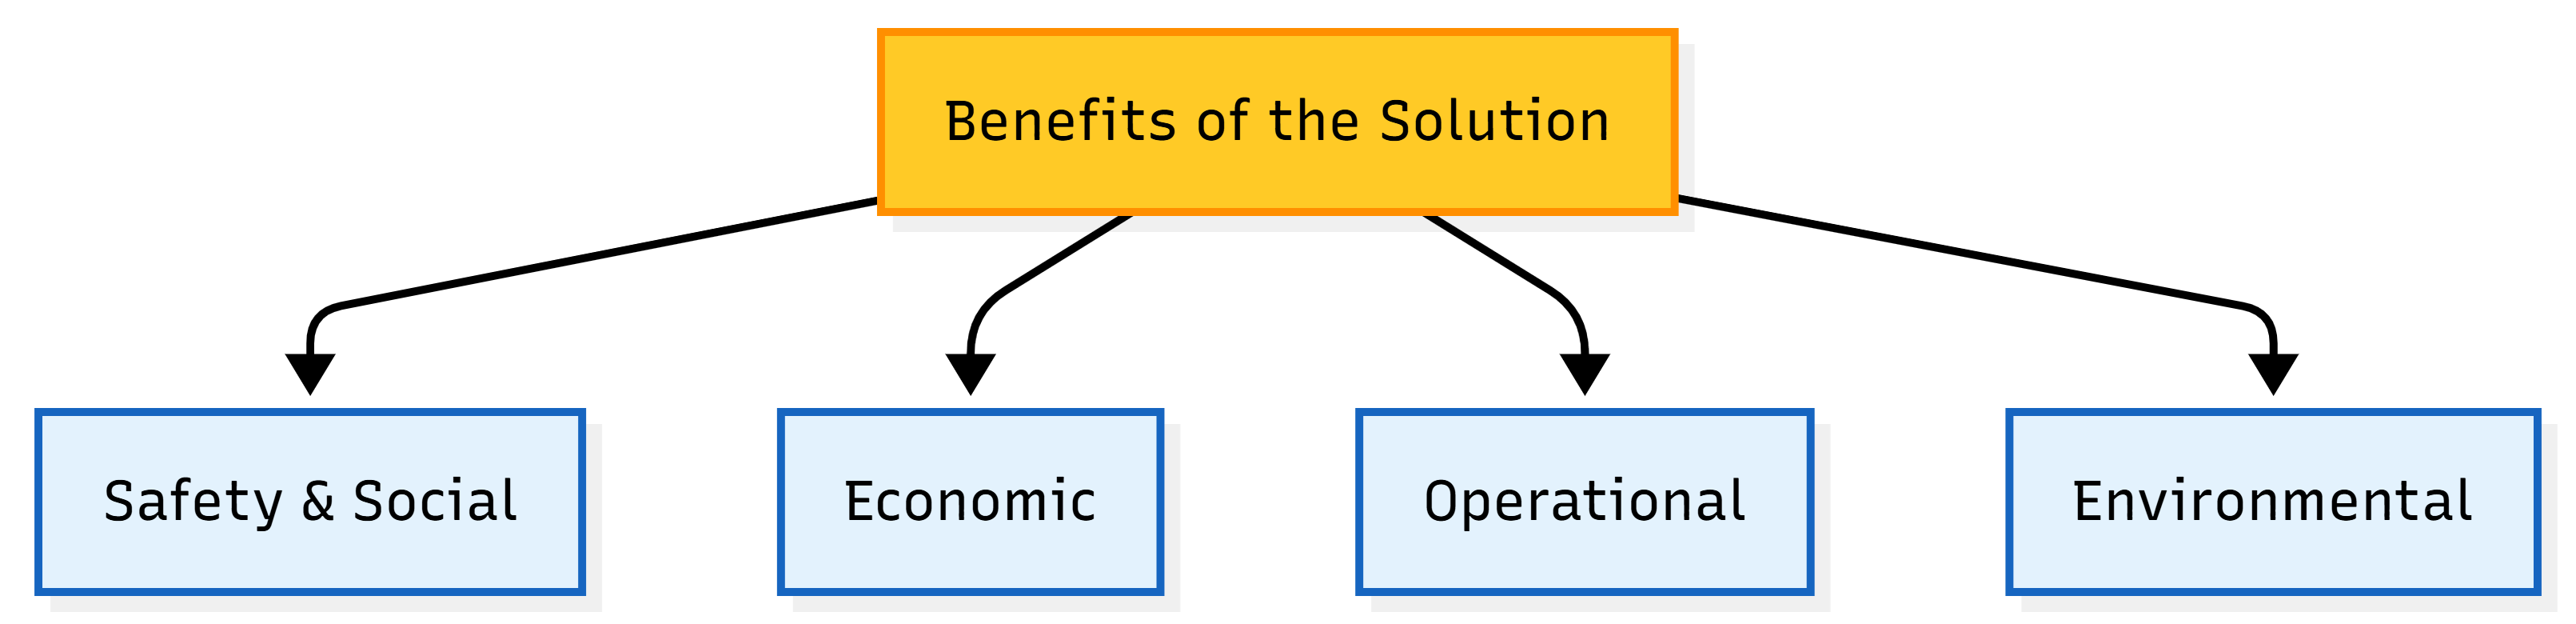 Benefits of the Solution
Safety & Social
Economic
Operational
Environmental